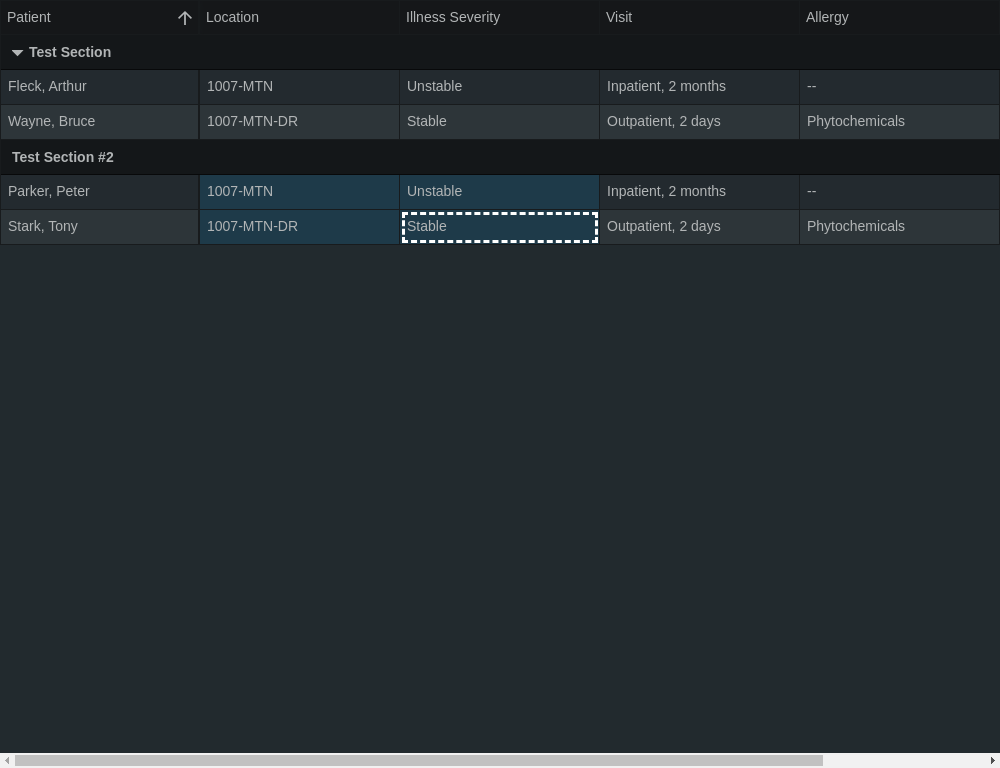 Patient Location Illness Severity Visit Allergy
Test Section
Fleck, Arthur 1007-MTN Unstable Inpatient, 2 months --
Wayne, Bruce 1007-MTN-DR Stable Outpatient, 2 days Phytochemicals
Test Section #2
Parker, Peter 1007-MTN Unstable Inpatient, 2 months --
Stark, Tony 1007-MTN-DR Stable Outpatient, 2 days Phytochemicals